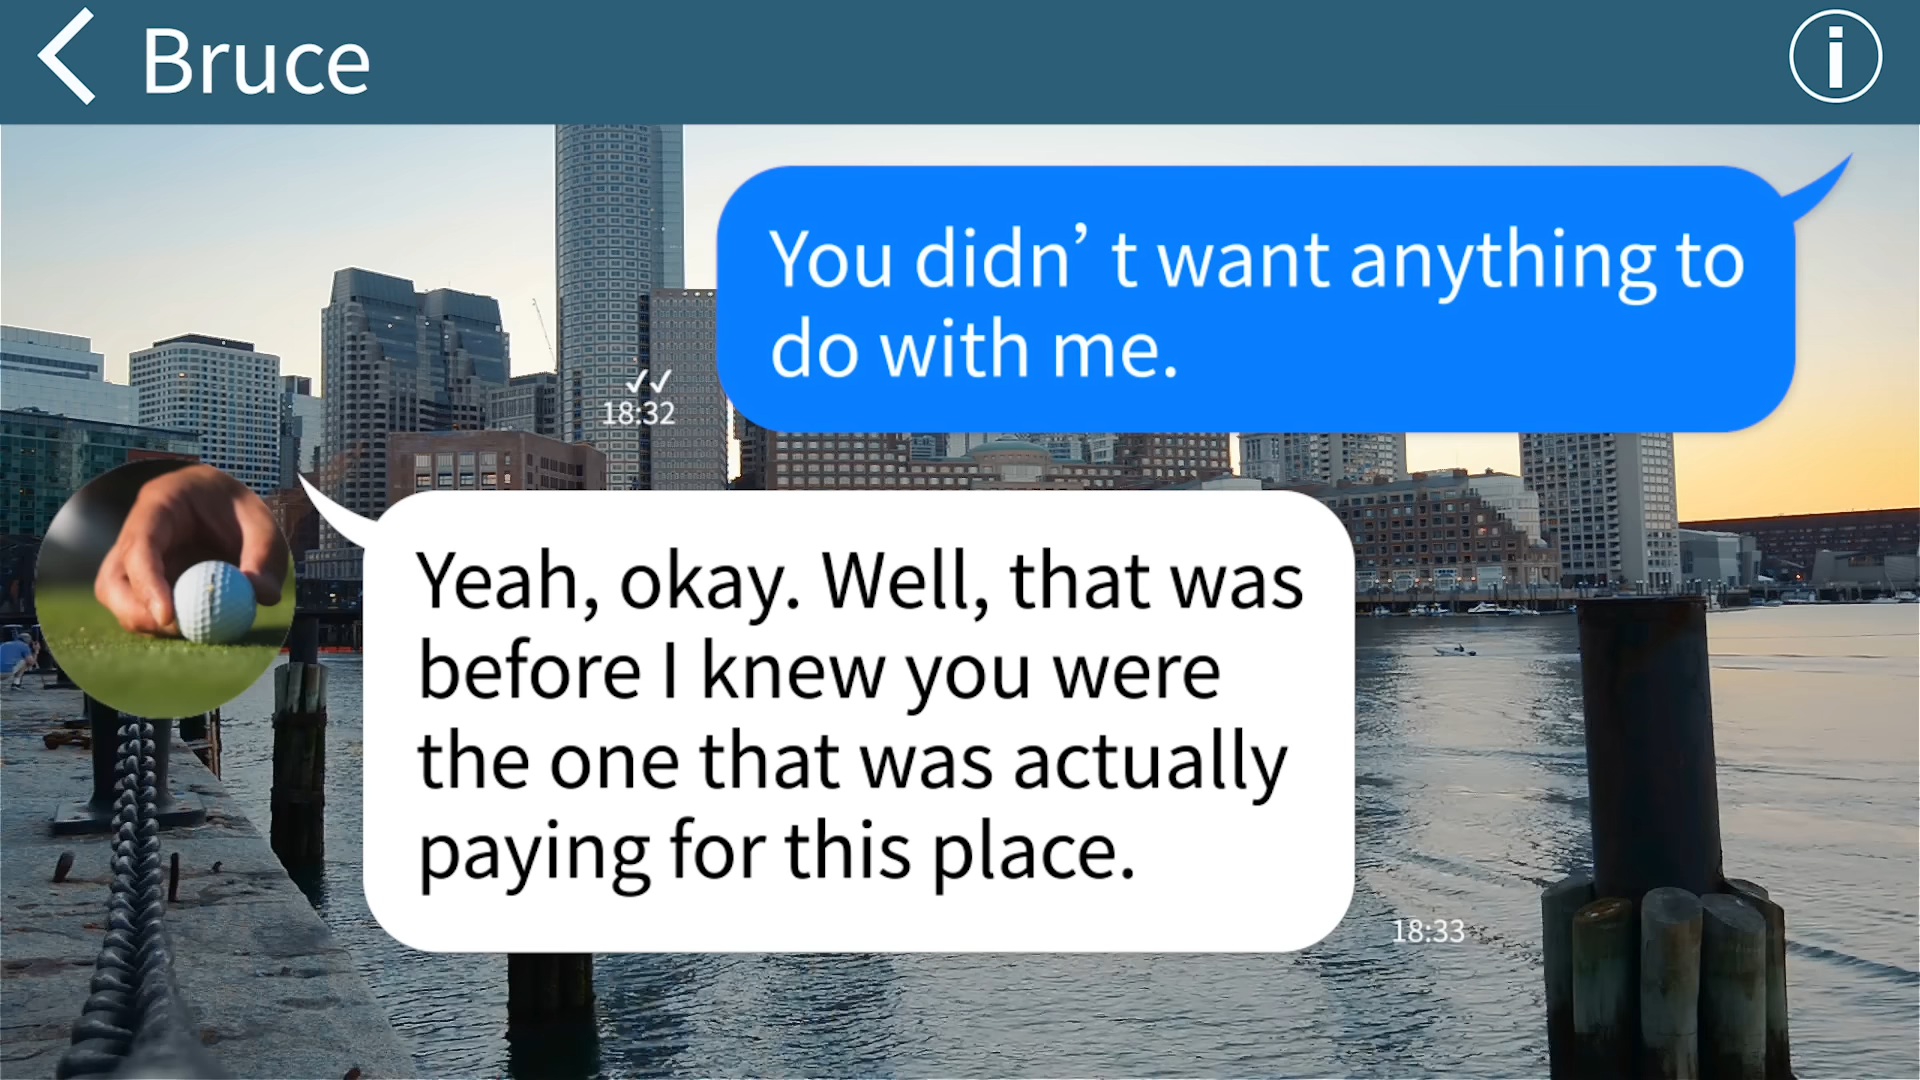 Bruce
You didn’ t want anything to
do with me.
18:32
Yeah, okay. Well, that was
before I knew you were
the one that was actually
paying for this place.
18:33